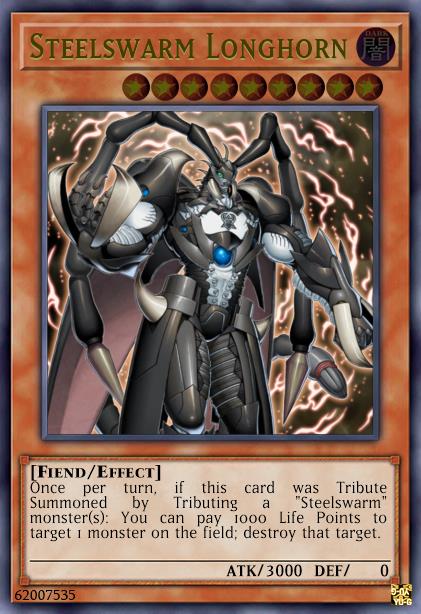 STEELSWARM LONGHORN
DARK
闇
[FIEND/EFFECT]
Once per turn, if this card was Tribute
Summoned by Tributing a "Steelswarm"
monster(s): You can pay 1000 Life Points to
target 1 monster on the field; destroy that target.
ATK/3000 DEF/ 0
62007535